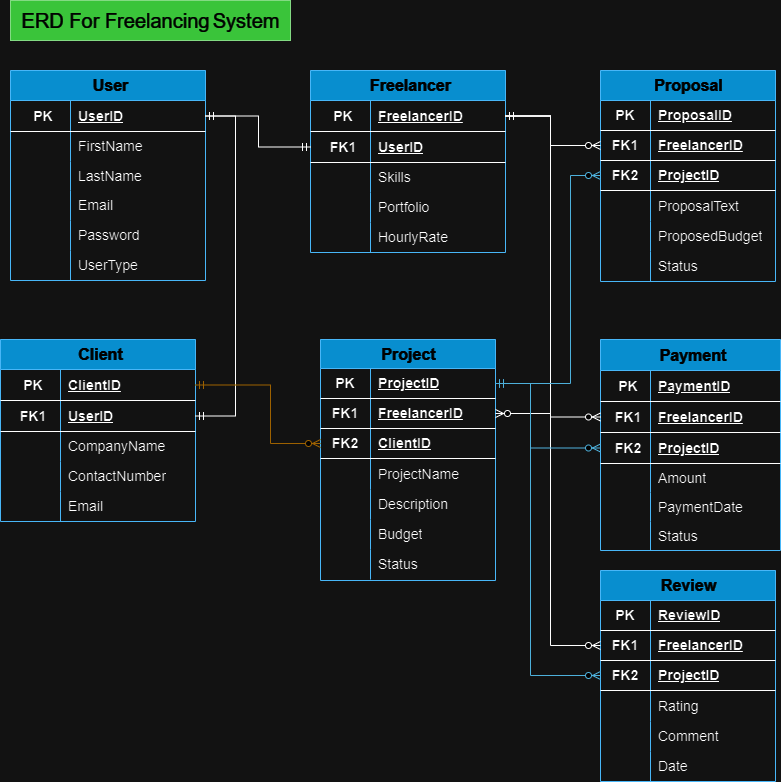 ERD For Freelancing System
User
PK UserID
FirstName
LastName
Email
Password
UserType
Freelancer
PK FreelancerID
FK1 UserID
Skills
Portfolio
HourlyRate
Proposal
PK ProposalID
FK1 FreelancerID
FK2 ProjectID
ProposalText
ProposedBudget
Status
Client
PK ClientID
FK1 UserID
CompanyName
ContactNumber
Email
Project
PK ProjectID
FK1 FreelancerID
FK2 ClientID
ProjectName
Description
Budget
Status
Payment
PK PaymentID
FK1 FreelancerID
FK2 ProjectID
Amount
PaymentDate
Status
Review
PK ReviewID
FK1 FreelancerID
FK2 ProjectID
Rating
Comment
Date